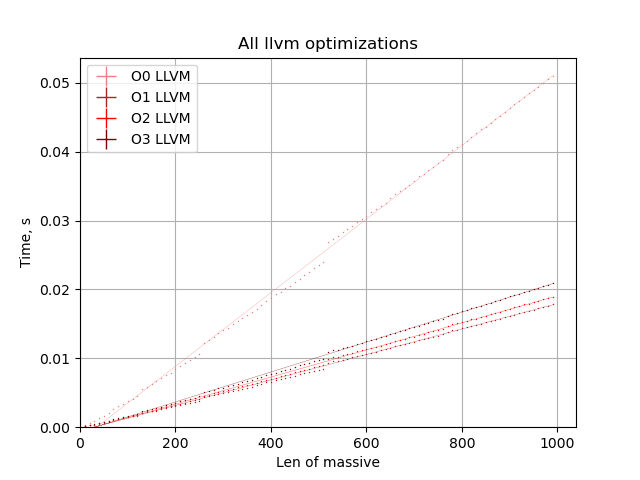 All llvm optimizations
O0 LLVM
O1 LLVM
O2 LLVM
O3 LLVM
Time, s
0.05
0.04
0.03
0.02
0.01
0.00
0 200 400 600 800 1000
Len of massive